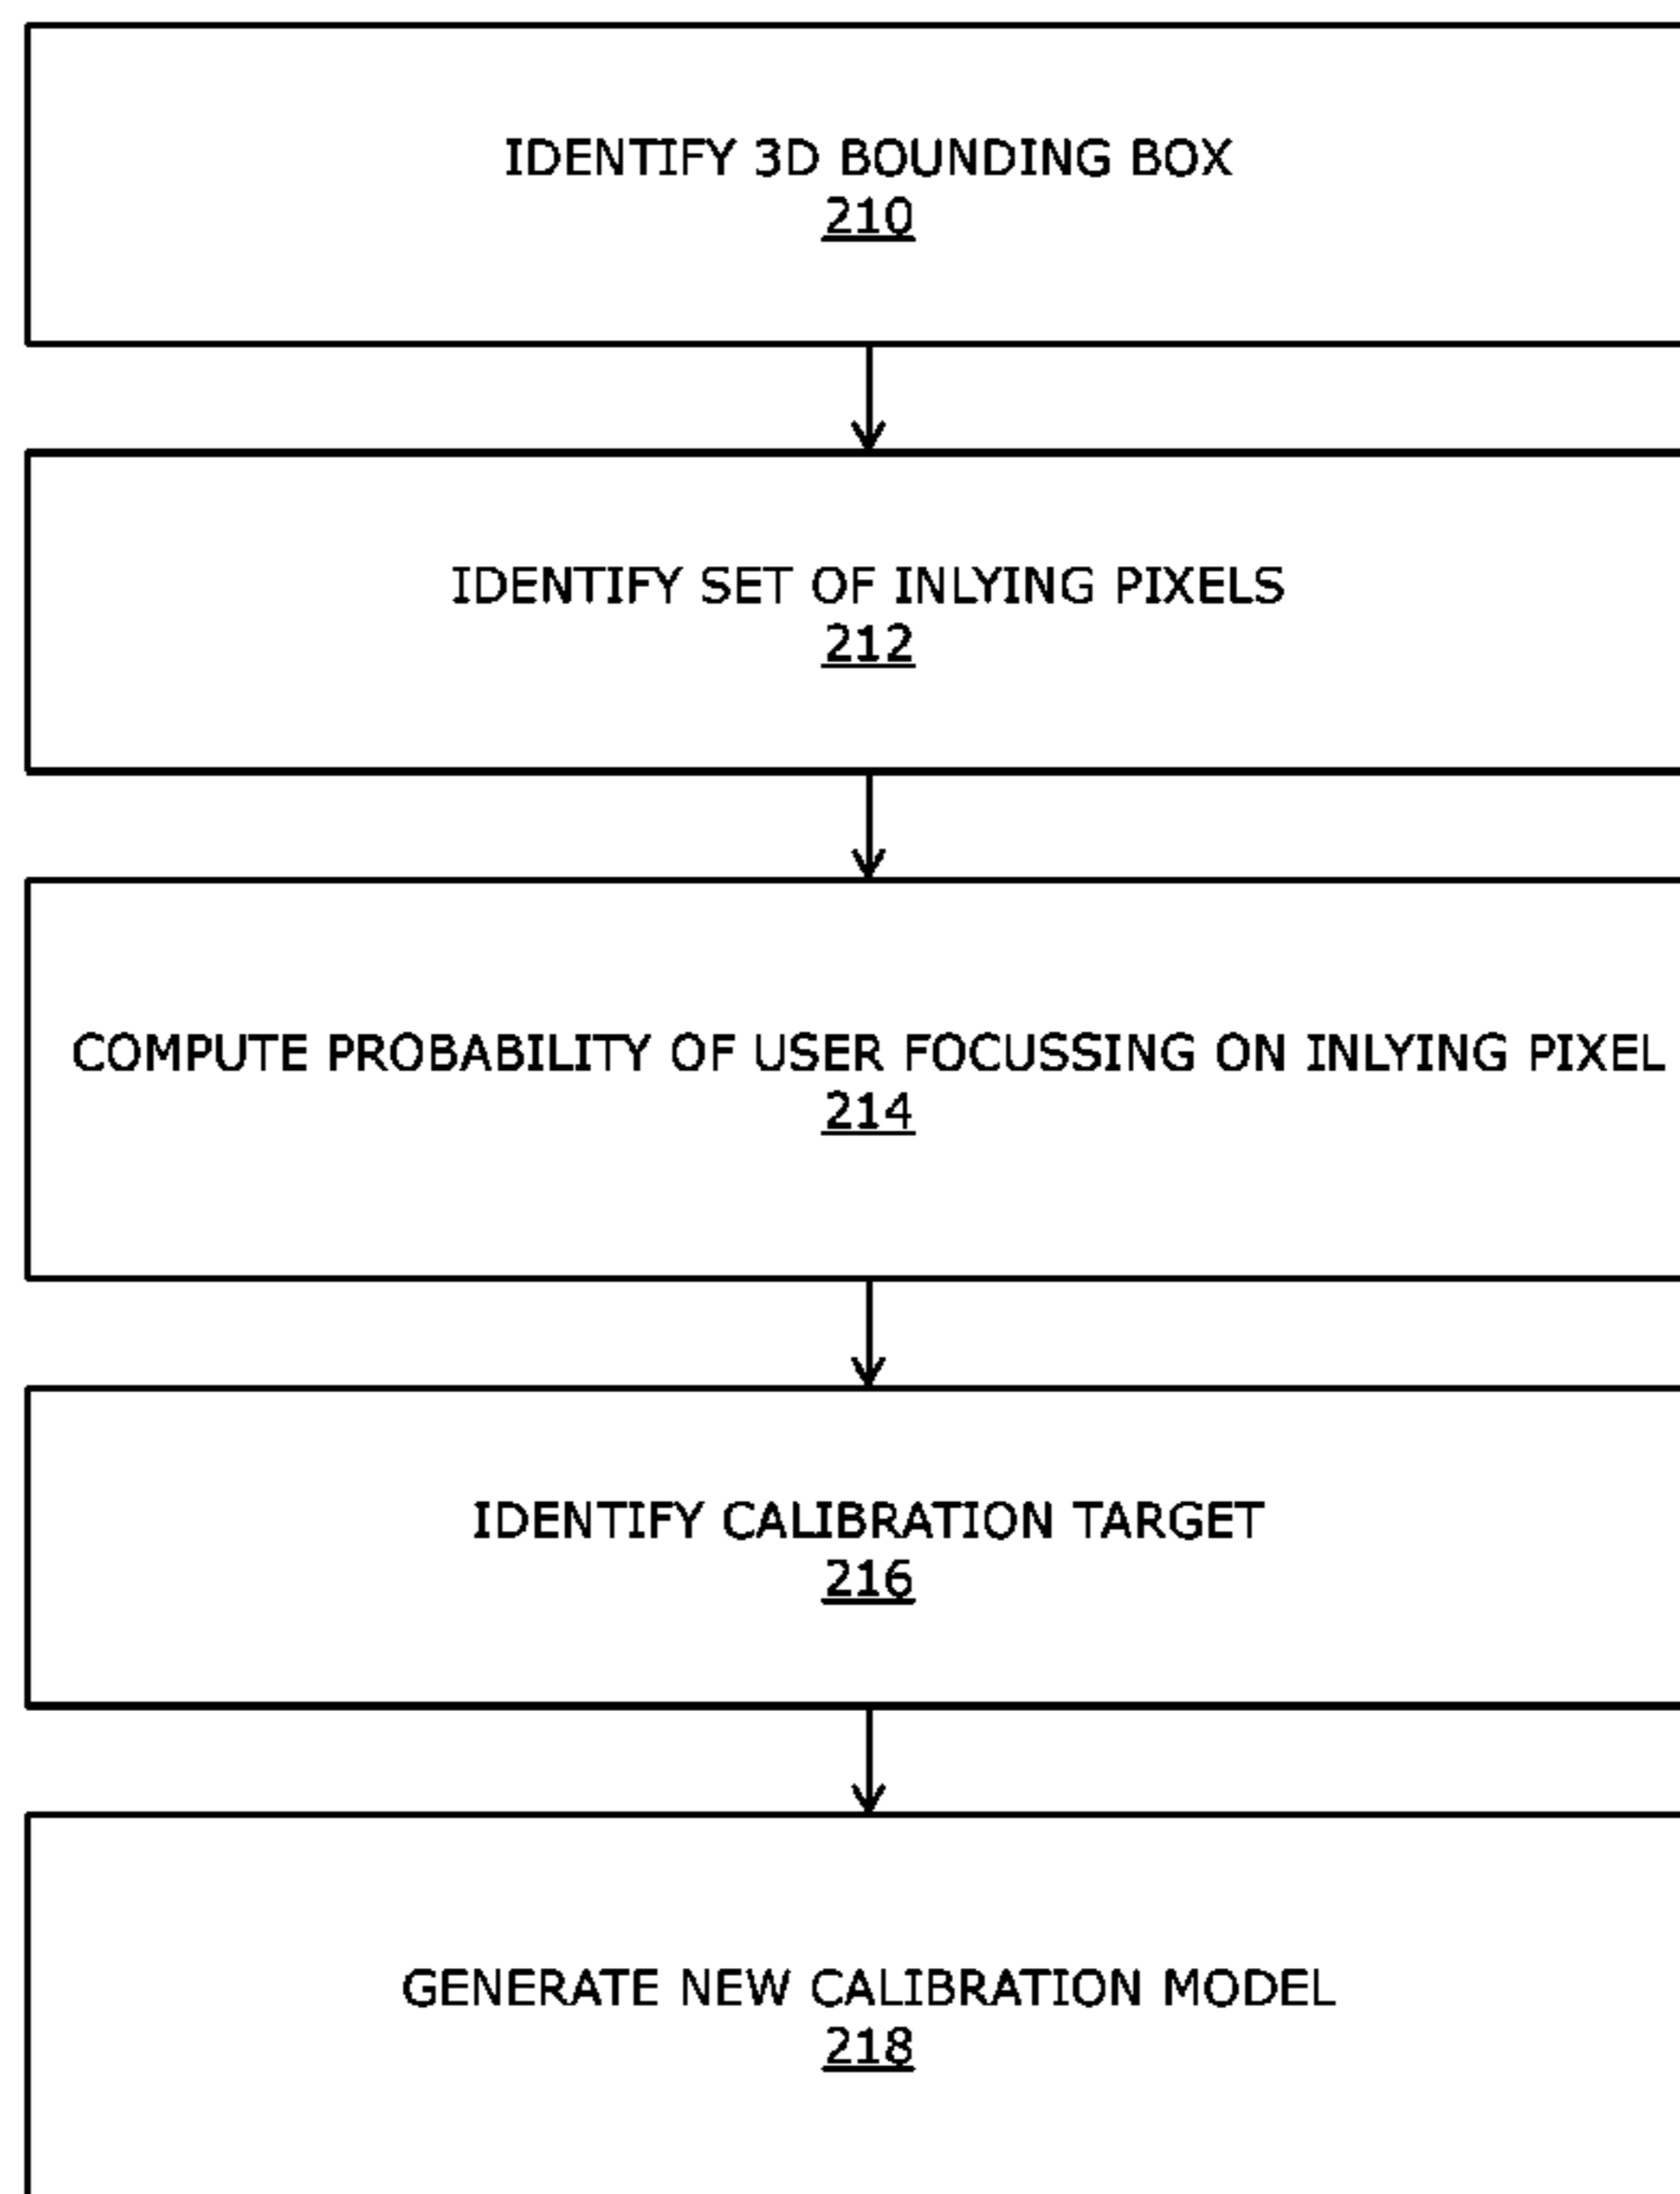 IDENTIFY 3D BOUNDING BOX
210
IDENTIFY SET OF INLYING PIXELS
212
COMPUTE PROBABILITY OF USER FOCUSSING ON INLYING PIXEL
214
IDENTIFY CALIBRATION TARGET
216
GENERATE NEW CALIBRATION MODEL
218